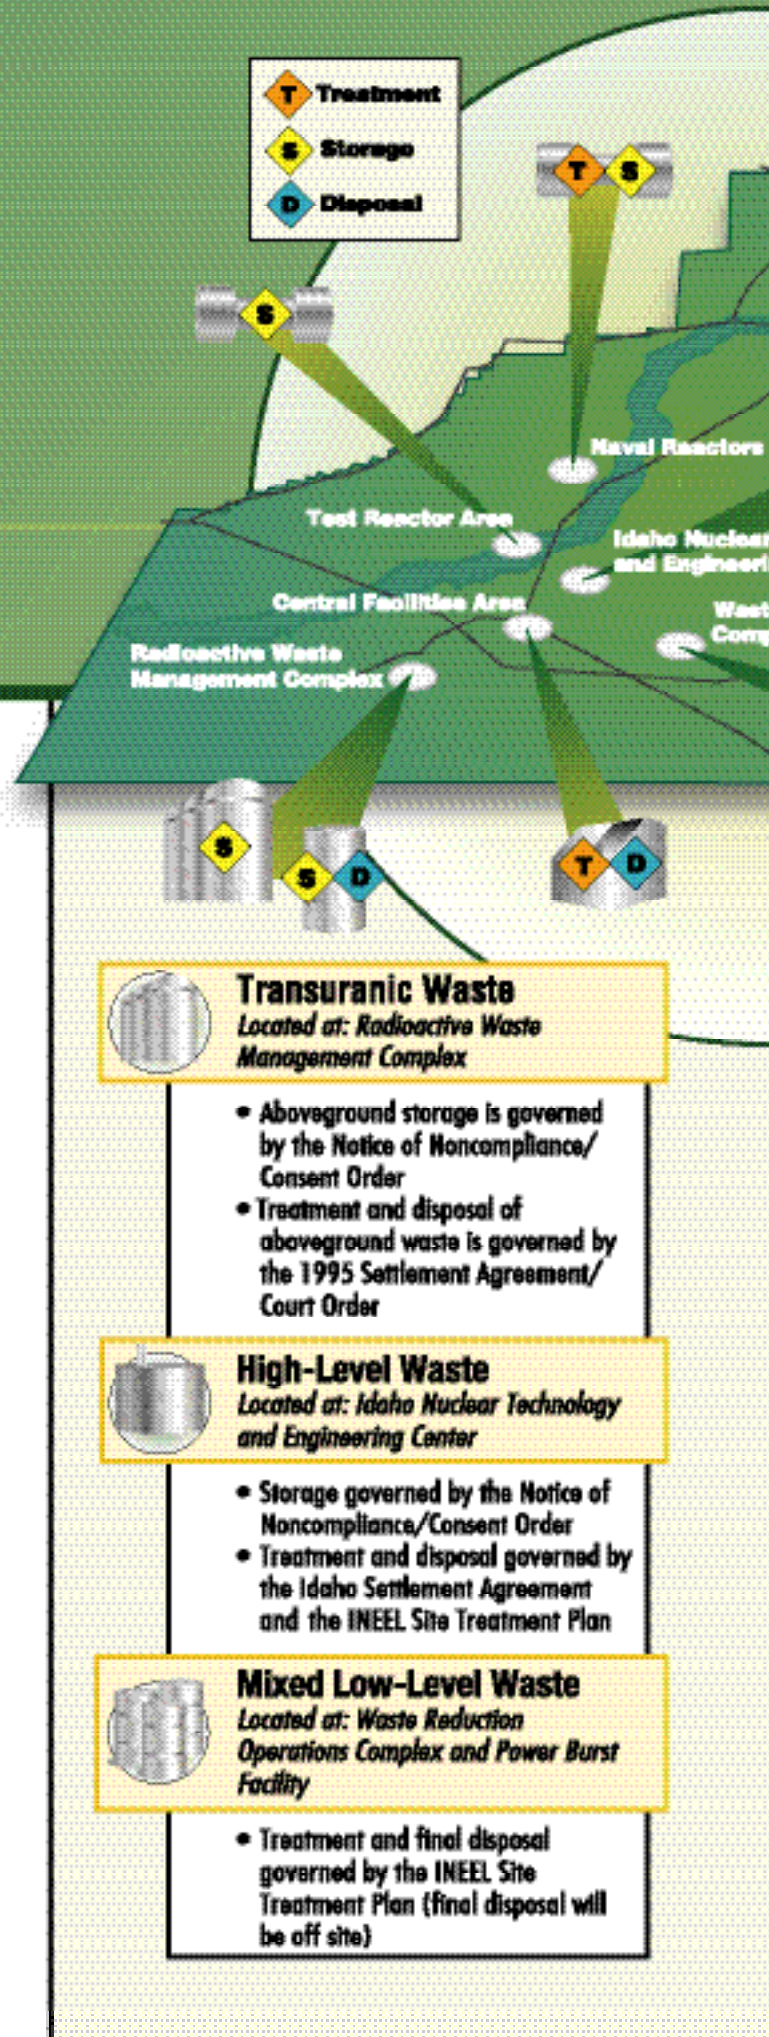 T Treatment
S Storage
D Disposal
T S
S
Naval Reactors
Test Reactor Area
Idaho Nuclear
and Engineeri
Central Facilities Area
Wast
Comp
Radioactive Waste
Management Complex
S
S D
T D
Transuranic Waste
Located at: Radioactive Waste
Management Complex
• Aboveground storage is governed
by the Notice of Noncompliance/
Consent Order
• Treatment and disposal of
aboveground waste is governed by
the 1995 Settlement Agreement/
Court Order
High-Level Waste
Located at: Idaho Nuclear Technology
and Engineering Center
• Storage governed by the Notice of
Noncompliance/Consent Order
• Treatment and disposal governed by
the Idaho Settlement Agreement
and the INEEL Site Treatment Plan
Mixed Low-Level Waste
Located at: Waste Reduction
Operations Complex and Power Burst
Facility
• Treatment and final disposal
governed by the INEEL Site
Treatment Plan (final disposal will
be off site)